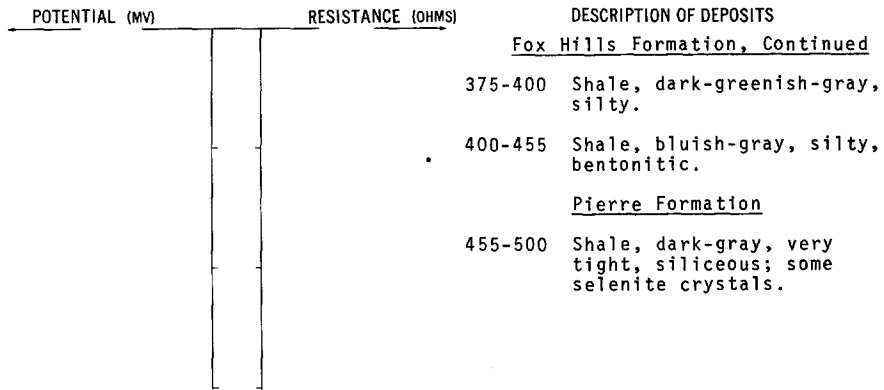 POTENTIAL (MV) RESISTANCE (OHMS) DESCRIPTION OF DEPOSITS
Fox Hills Formation, Continued
375-400 Shale, dark-greenish-gray,
silty.
400-455 Shale, bluish-gray, silty,
bentonitic.
Pierre Formation
455-500 Shale, dark-gray, very
tight, siliceous; some
selenite crystals.